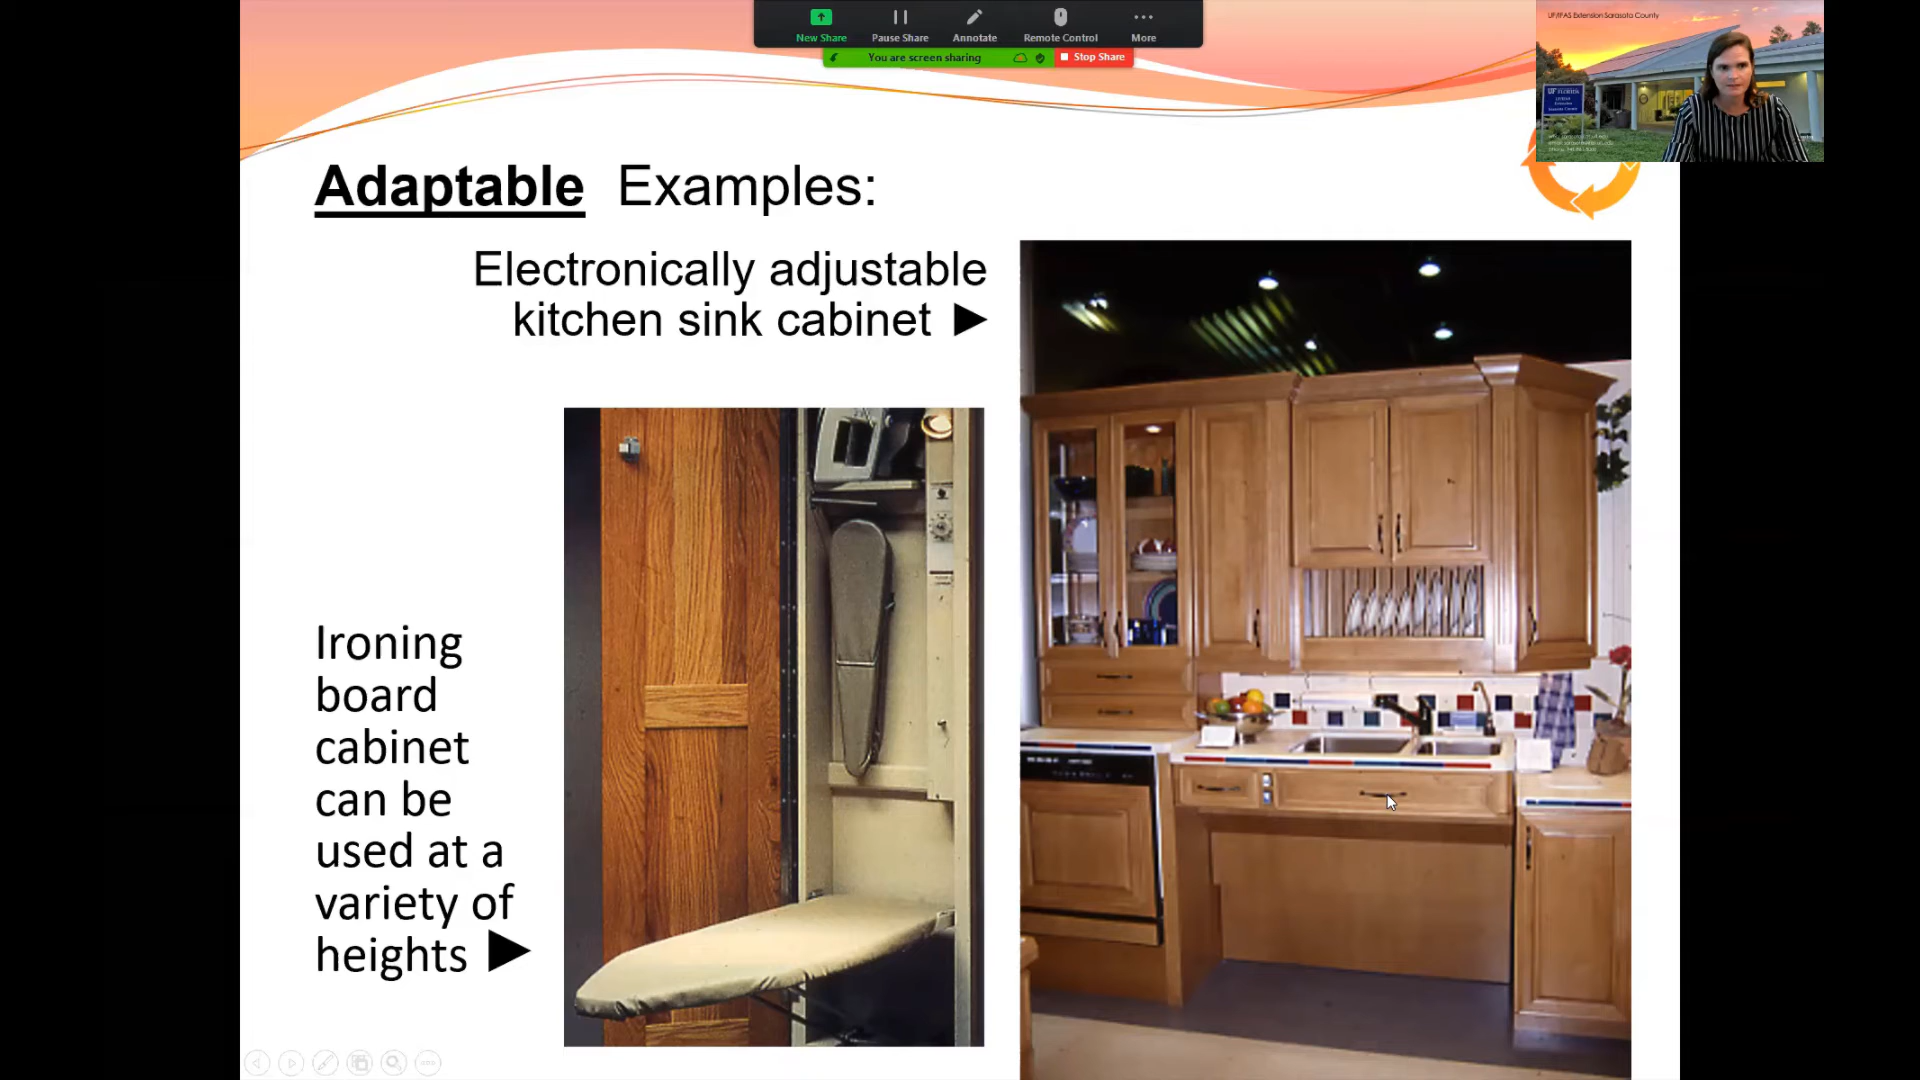 New Share
Pause Share
Annotate
Remote Control
More
You are screen sharing
Stop Share
UF/IFAS Extension Sarasota County
Adaptable Examples:
Electronically adjustable
kitchen sink cabinet ►
Ironing
board
cabinet
can be
used at a
variety of
heights ►